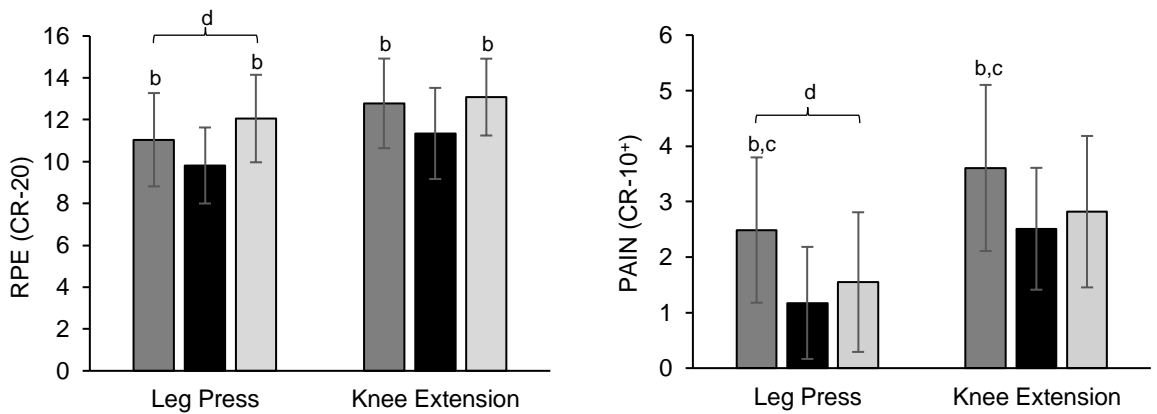 d
16
b
b
b
b
14
12
10
8
6
4
2
0
RPE (CR-20)
Leg Press
Knee Extension
6
b,c
5
d
b,c
4
3
2
1
0
PAIN (CR-10⁺)
Leg Press
Knee Extension